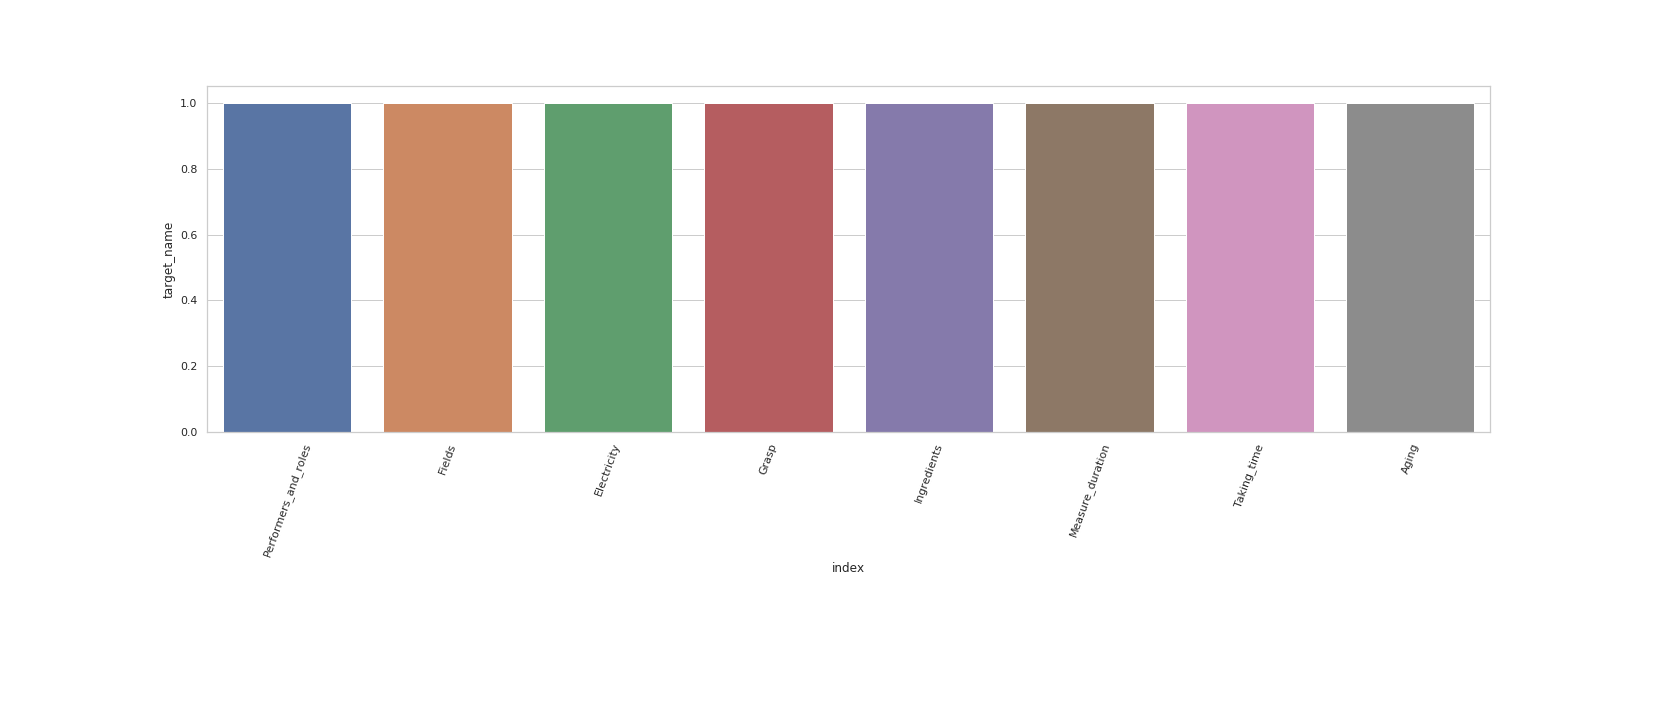 1.0
0.8
0.6
0.4
0.2
0.0
target_name
Performers_and_roles
Fields
Electricity
Grasp
Ingredients
Measure_duration
Taking_time
Aging
index